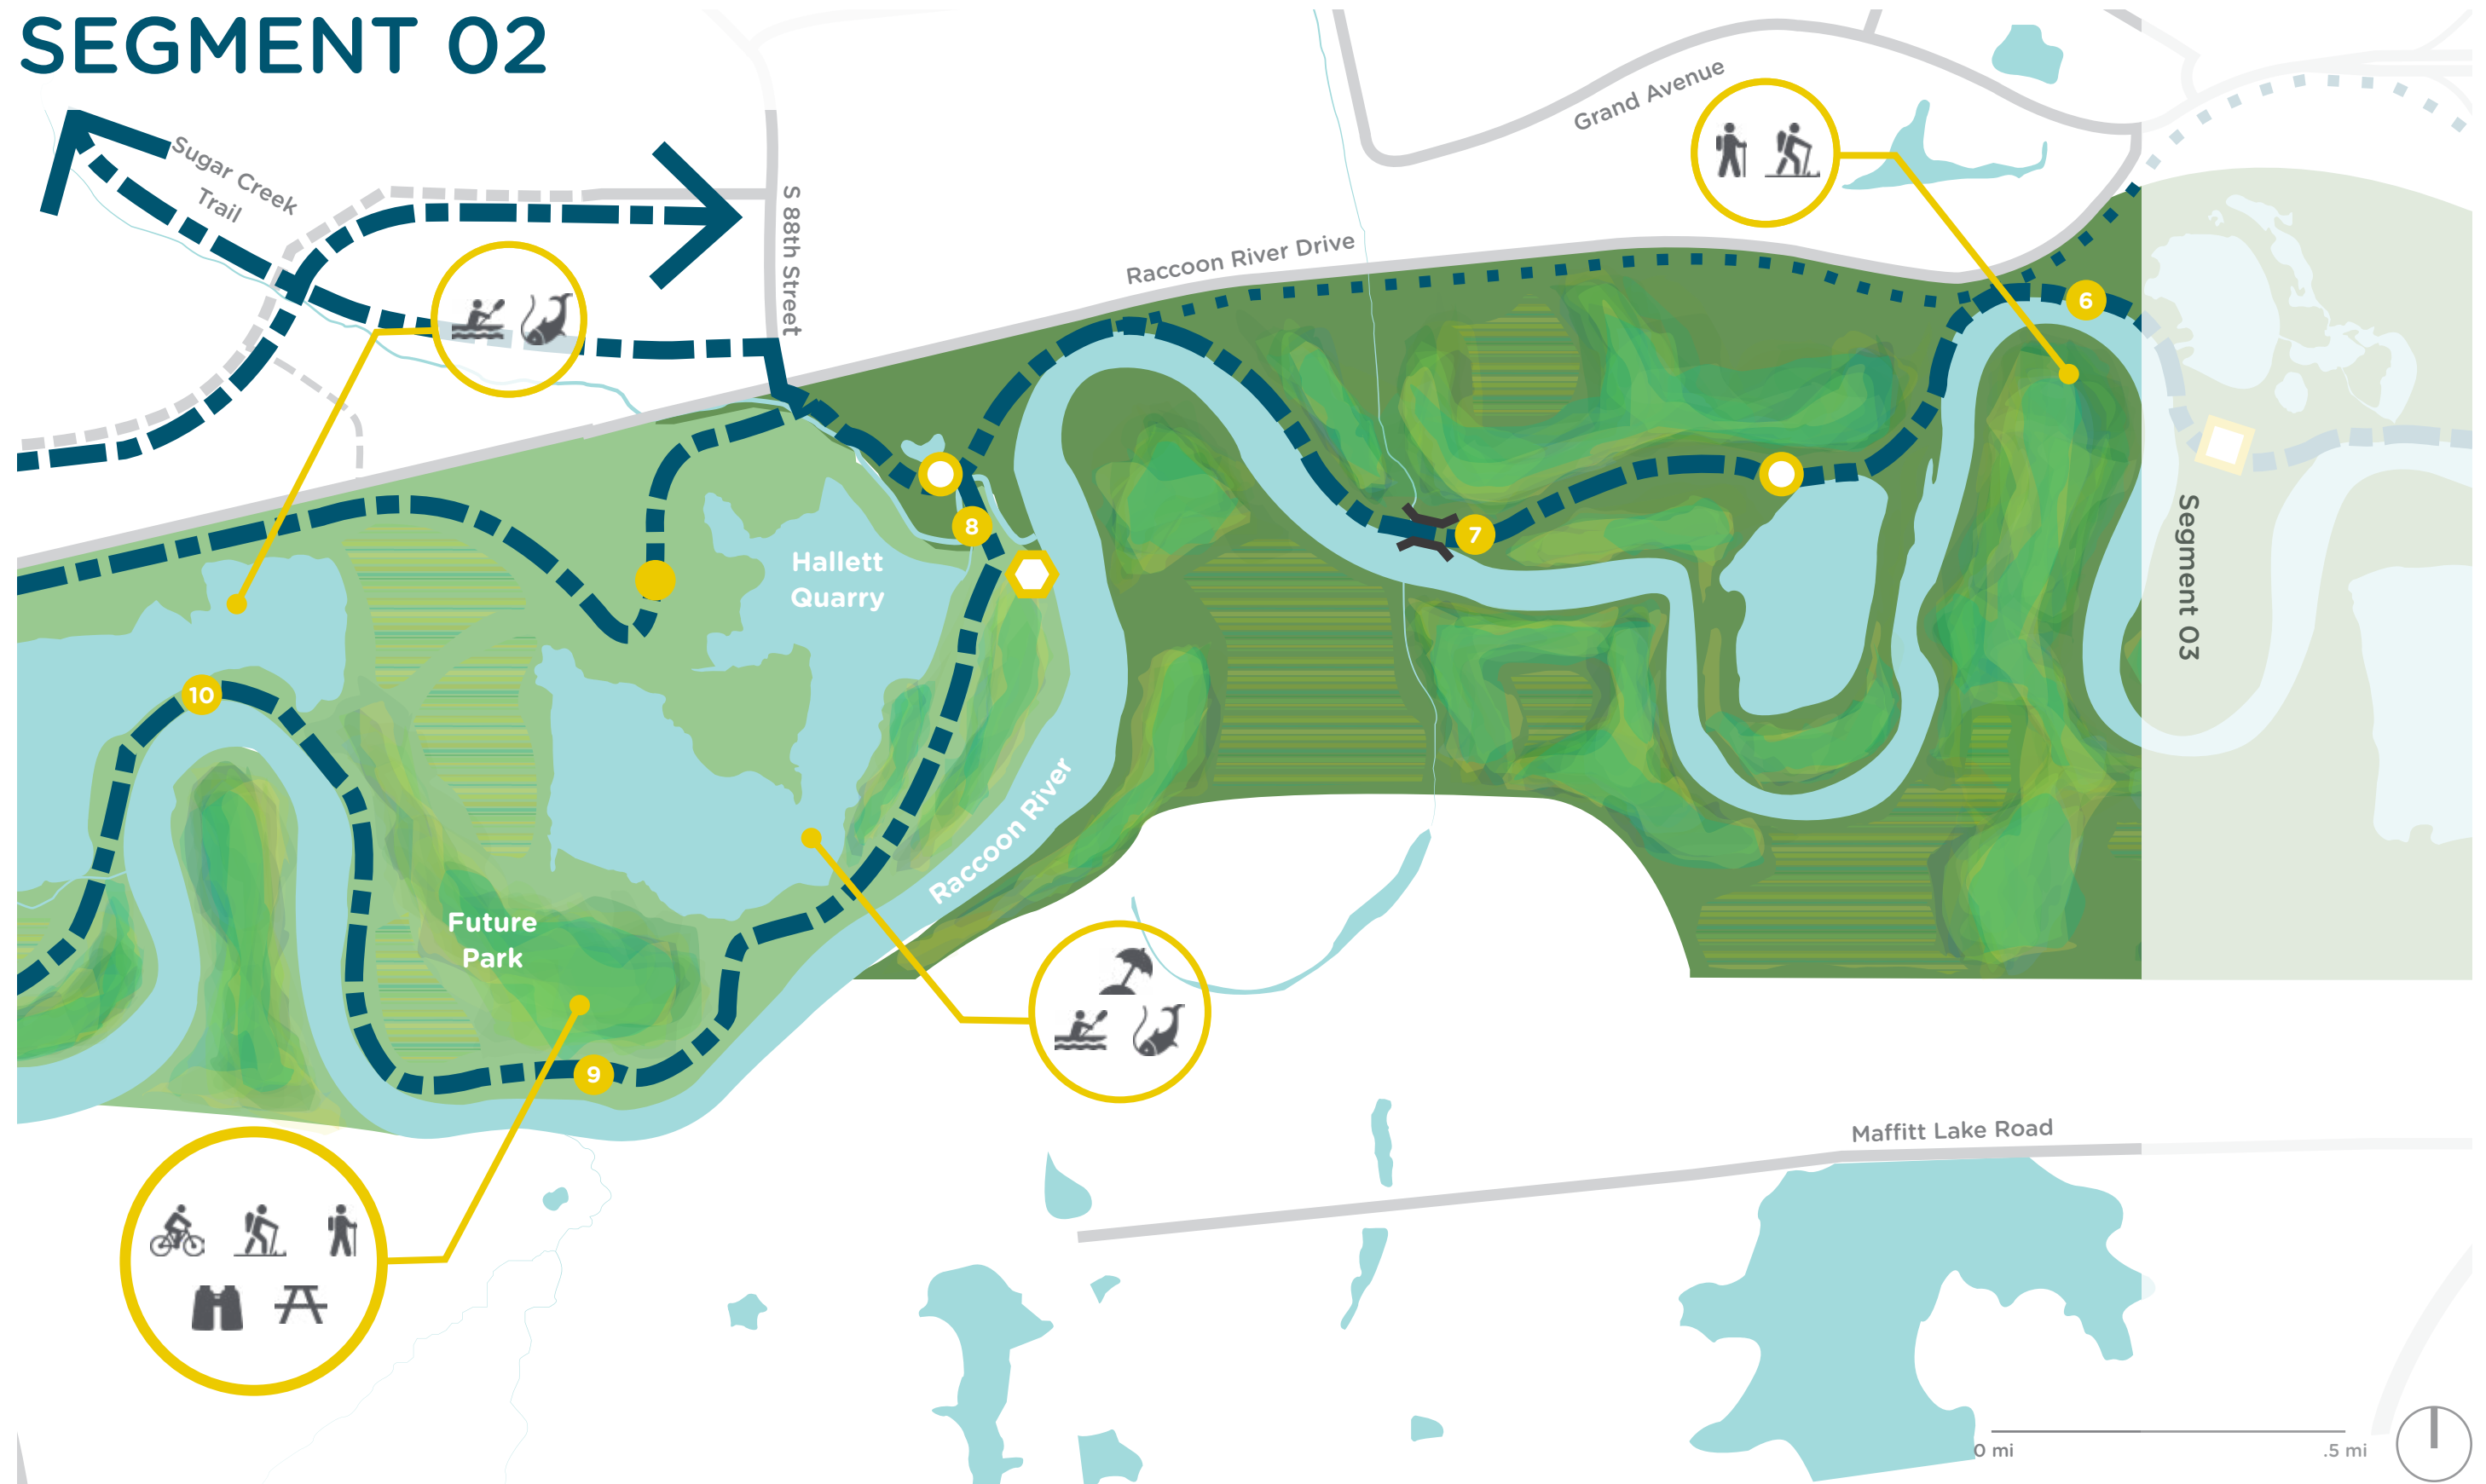 SEGMENT 02
Sugar Creek
Trail
S 88th Street
Grand Avenue
Raccoon River Drive
6
7
8
Hallett
Quarry
Segment 03
10
Raccoon River
Future
Park
9
Maffitt Lake Road
0 mi
.5 mi